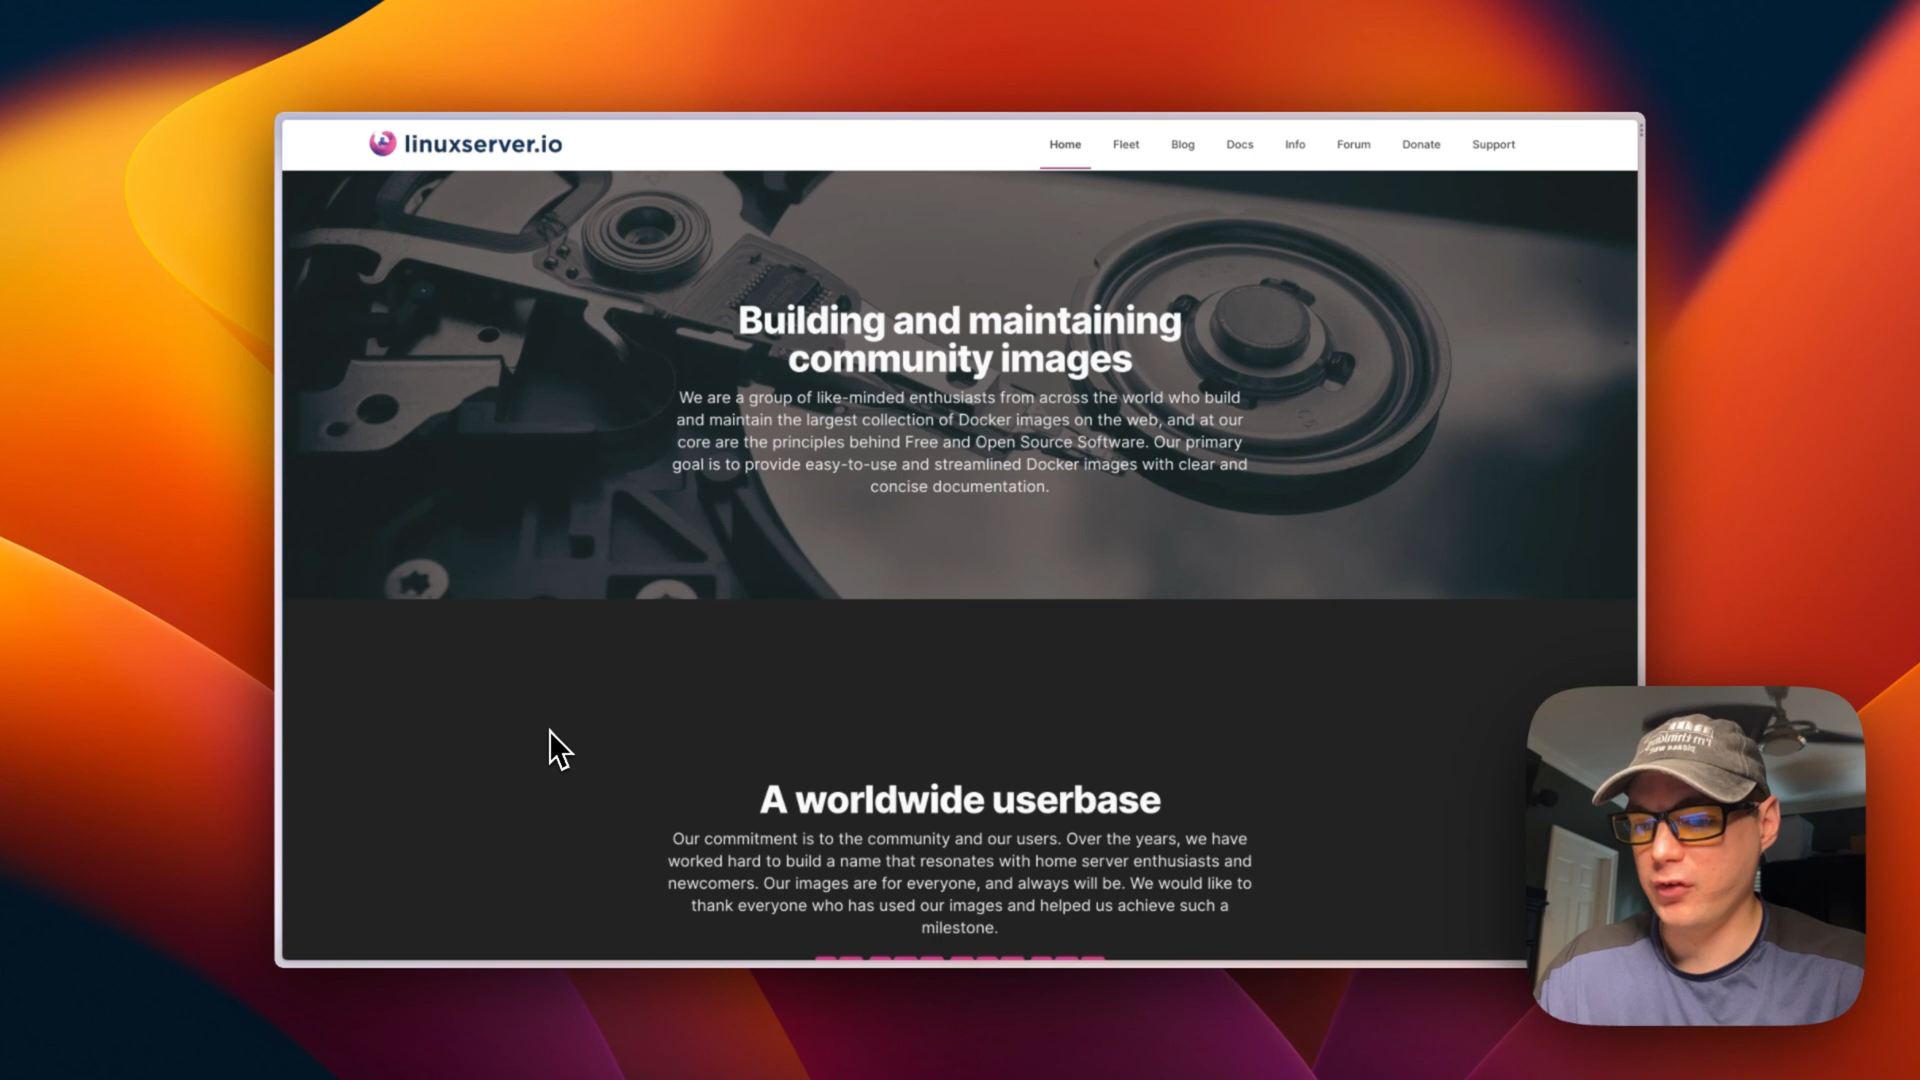 linuxserver.io
Home Fleet Blog Docs Info Forum Donate Support
Building and maintaining
community images
We are a group of like-minded enthusiasts from across the world who build
and maintain the largest collection of Docker images on the web, and at our
core are the principles behind Free and Open Source Software. Our primary
goal is to provide easy-to-use and streamlined Docker images with clear and
concise documentation.
A worldwide userbase
Our commitment is to the community and our users. Over the years, we have
worked hard to build a name that resonates with home server enthusiasts and
newcomers. Our images are for everyone, and always will be. We would like to
thank everyone who has used our images and helped us achieve such a
milestone.